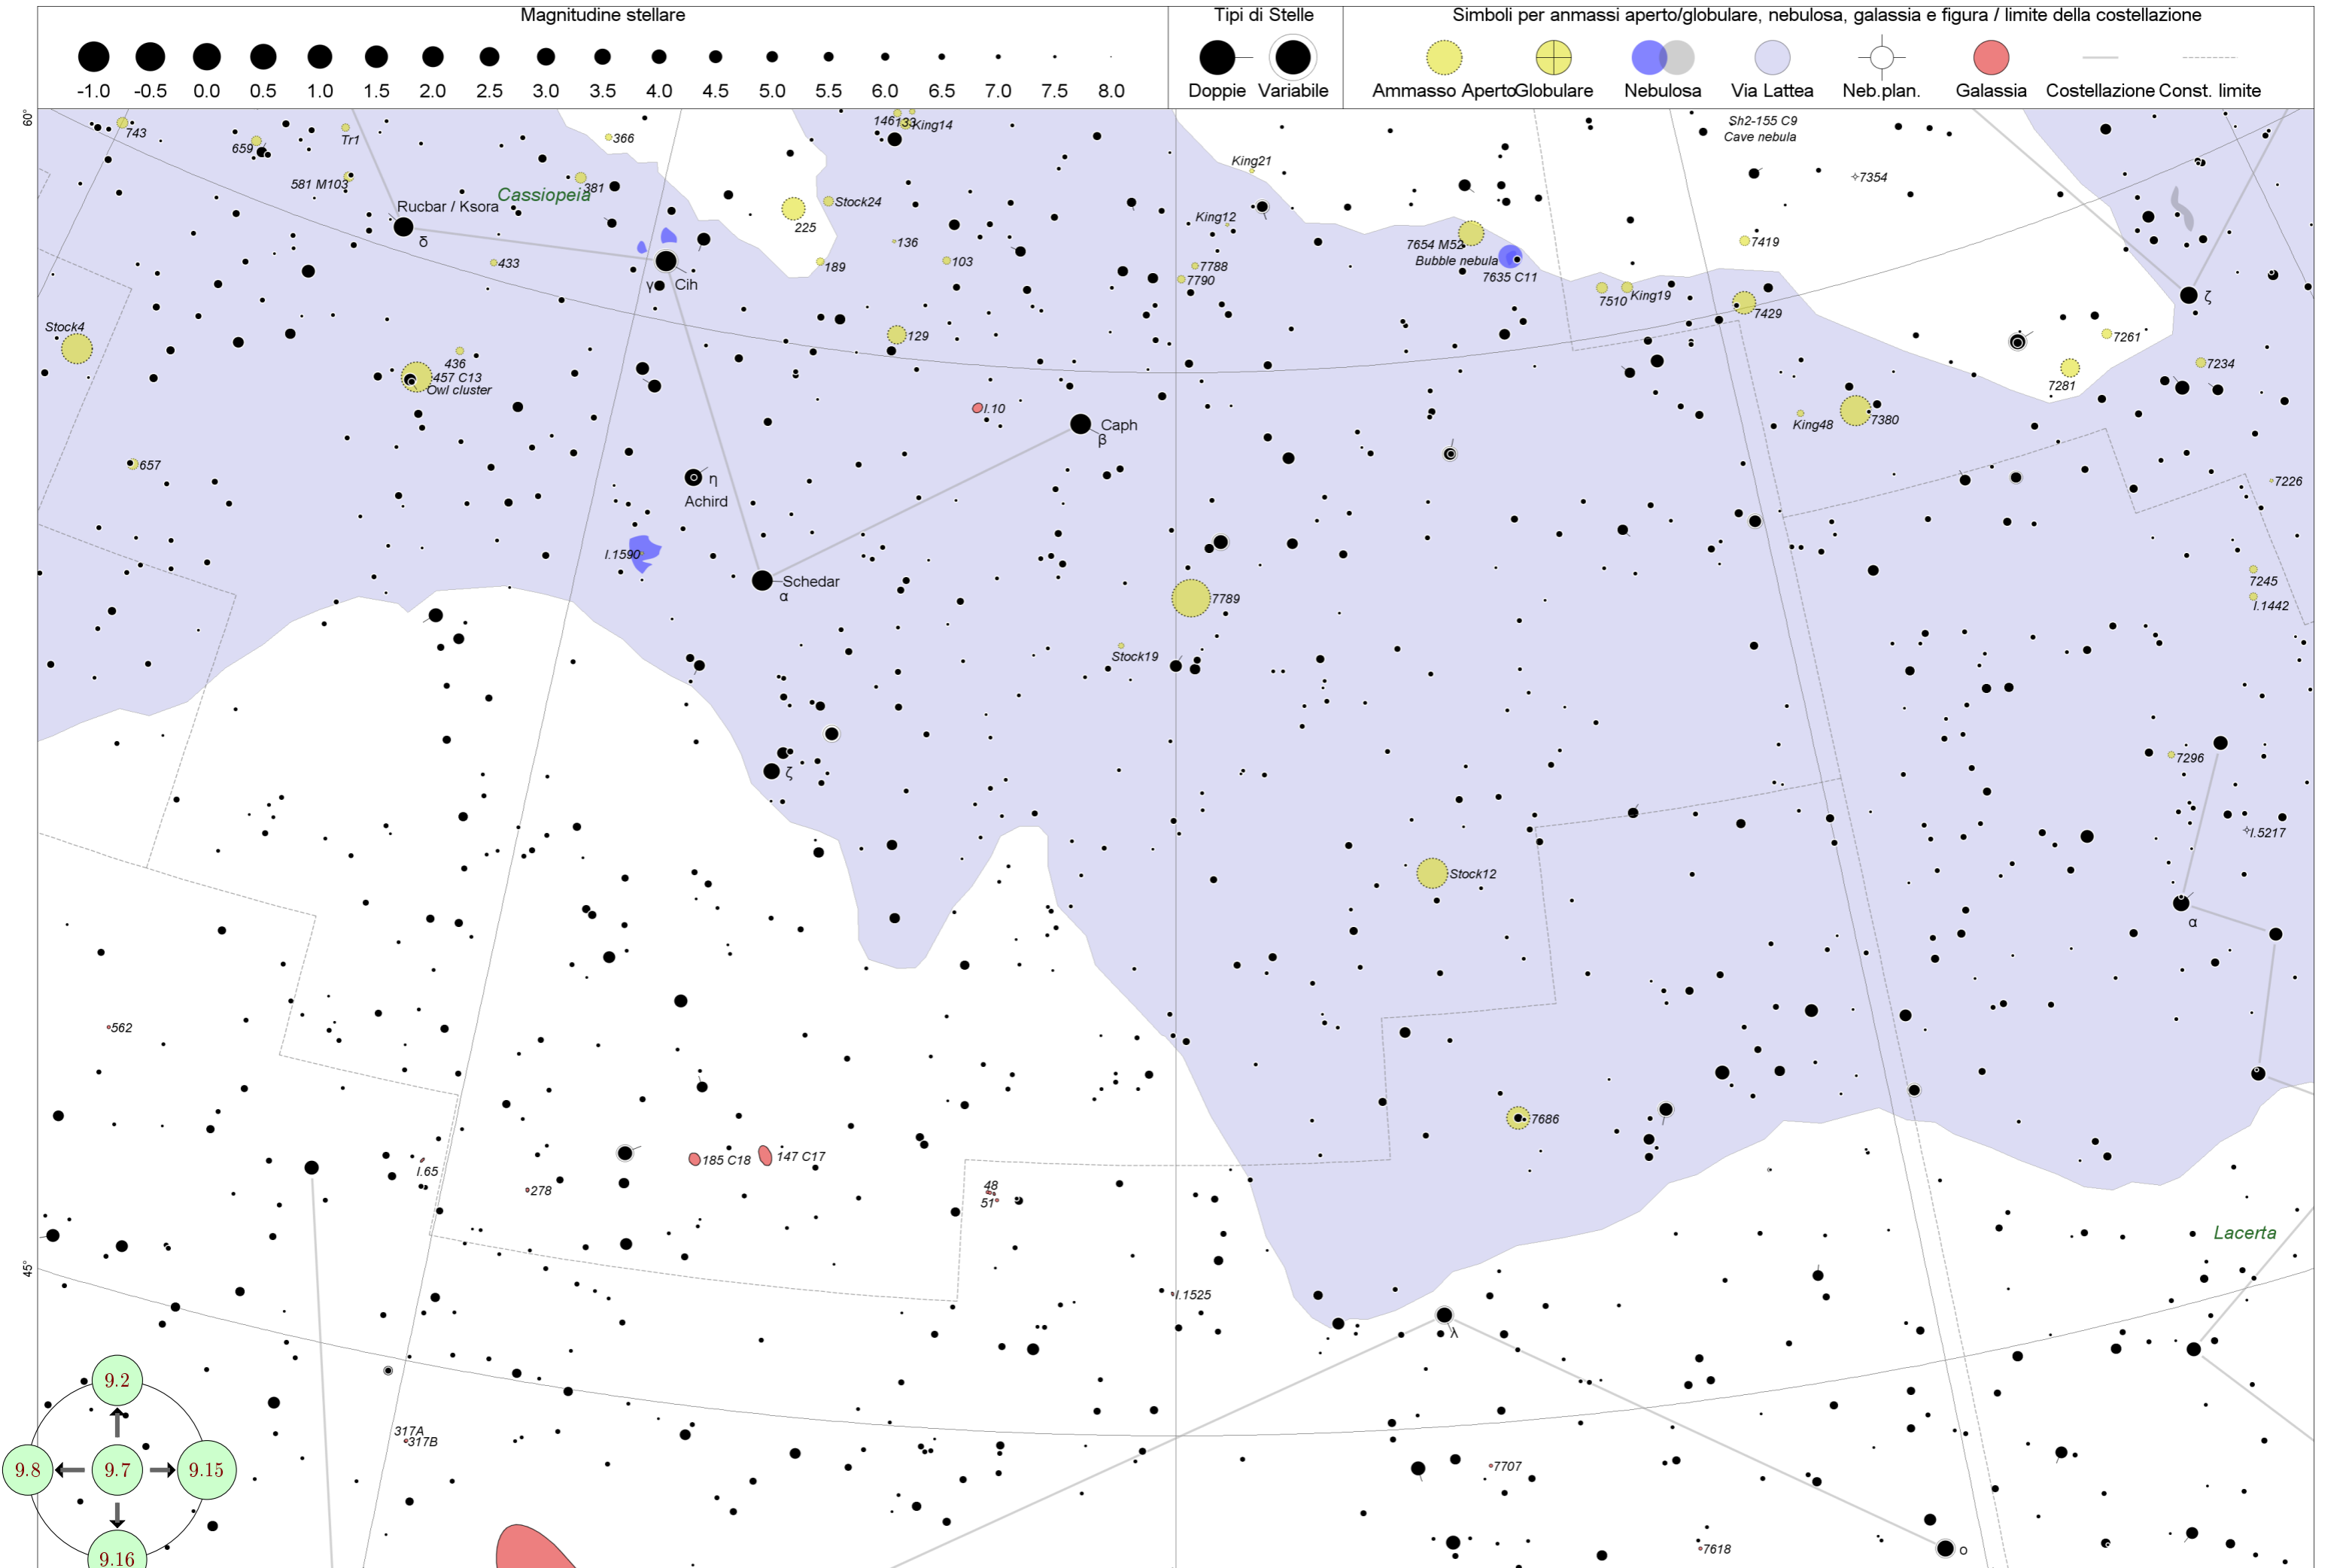 Magnitudine stellare
Tipi di Stelle
Simboli per anmassi aperto/globulare, nebulosa, galassia e figura / limite della costellazione
-1.0 -0.5 0.0 0.5 1.0 1.5 2.0 2.5 3.0 3.5 4.0 4.5 5.0 5.5 6.0 6.5 7.0 7.5 8.0
Doppie Variabile
Ammasso Aperto Globulare Nebulosa Via Lattea Neb.plan. Galassia Costellazione Const. limite
60°
743
659
Tr1
581 M103
366
381
Cassiopeia
146 133 King14
Sh2-155 C9
Cave nebula
King21
7354
Rucbar / Ksora
δ
225
Stock24
136
King12
7654 M52
Bubble nebula
7635 C11
7419
433
γ Cih
189
103
7788
7790
7510 King19
7429
ζ
Stock4
129
7261
7234
7281
436
457 C13
Owl cluster
I.10
Caph
β
King48
7380
657
η
Achird
7226
I.1590
Schedar
α
7789
7245
I.1442
Stock19
ζ
7296
I.5217
Stock12
α
562
7686
I.65
278
185 C18
147 C17
48
51
Lacerta
45°
I.1525
λ
9.2
317A
317B
9.8
9.7
9.15
7707
9.16
7618
o